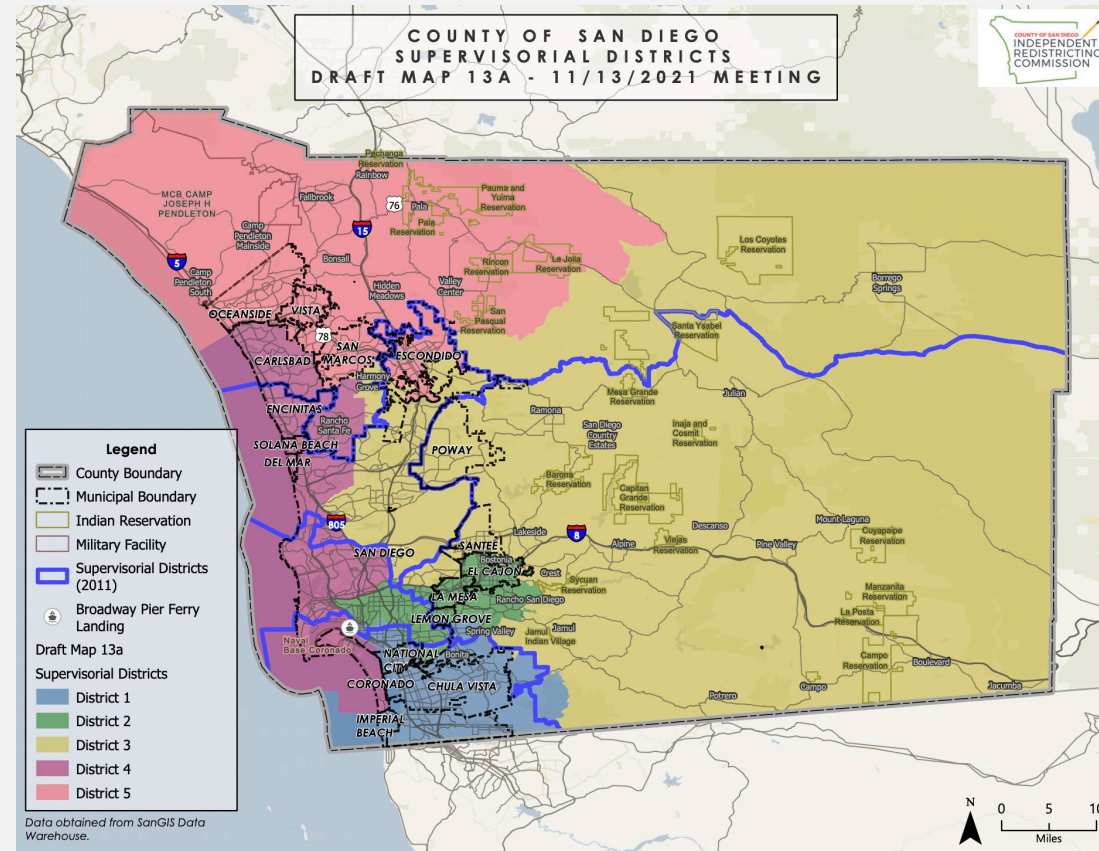 COUNTY OF SAN DIEGO
SUPERVISORIAL DISTRICTS
DRAFT MAP 13A - 11/13/2021 MEETING
COUNTY OF SAN DIEGO
INDEPENDENT
REDISTRICTING
COMMISSION
Pechanga
Reservation
Rainbow
MCB CAMP
JOSEPH H
PENDLETON
Fallbrook
76
Pala
Pauma and
Yuima
Reservation
Pala
Reservation
15
Camp
Pendleton
Mainside
Los Coyotes
Reservation
5
Bonsall
Rincon
Reservation
La Jolla
Reservation
Camp
Pendleton
South
Hidden
Meadows
Valley
Center
Borrego
Springs
OCEANSIDE
VISTA
San
Pasqual
Reservation
Santa Ysabel
Reservation
78
SAN
MARCOS
CARLSBAD
ESCONDIDO
Harmony
Grove
Mesa Grande
Reservation
Julian
ENCINITAS
Rancho
Santa Fe
Ramona
San Diego
Country
Estates
Inaja and
Cosmit
Reservation
SOLANA BEACH
DEL MAR
POWAY
Barona
Reservation
Capitan
Grande
Reservation
805
SAN DIEGO
Lakeside
8
Descanso
Mount Laguna
Cuyapaipe
Reservation
SANTEE
Bostonia
EL CAJON
Crest
Alpine
Viejas
Reservation
Pine Valley
Sycuan
Reservation
LA MESA
Rancho San Diego
Manzanita
Reservation
LEMON GROVE
Spring Valley
Jamul
Jamul
Indian Village
La Posta
Reservation
Naval
Base Coronado
NATIONAL
CITY
Bonita
Campo
Reservation
Boulevard
CORONADO
CHULA VISTA
Potrero
Campo
Jacumba
IMPERIAL
BEACH
Legend
County Boundary
Municipal Boundary
Indian Reservation
Military Facility
Supervisorial Districts
(2011)
Broadway Pier Ferry
Landing
Draft Map 13a
Supervisorial Districts
District 1
District 2
District 3
District 4
District 5
Data obtained from SanGIS Data
Warehouse.
N
0 5 10
Miles